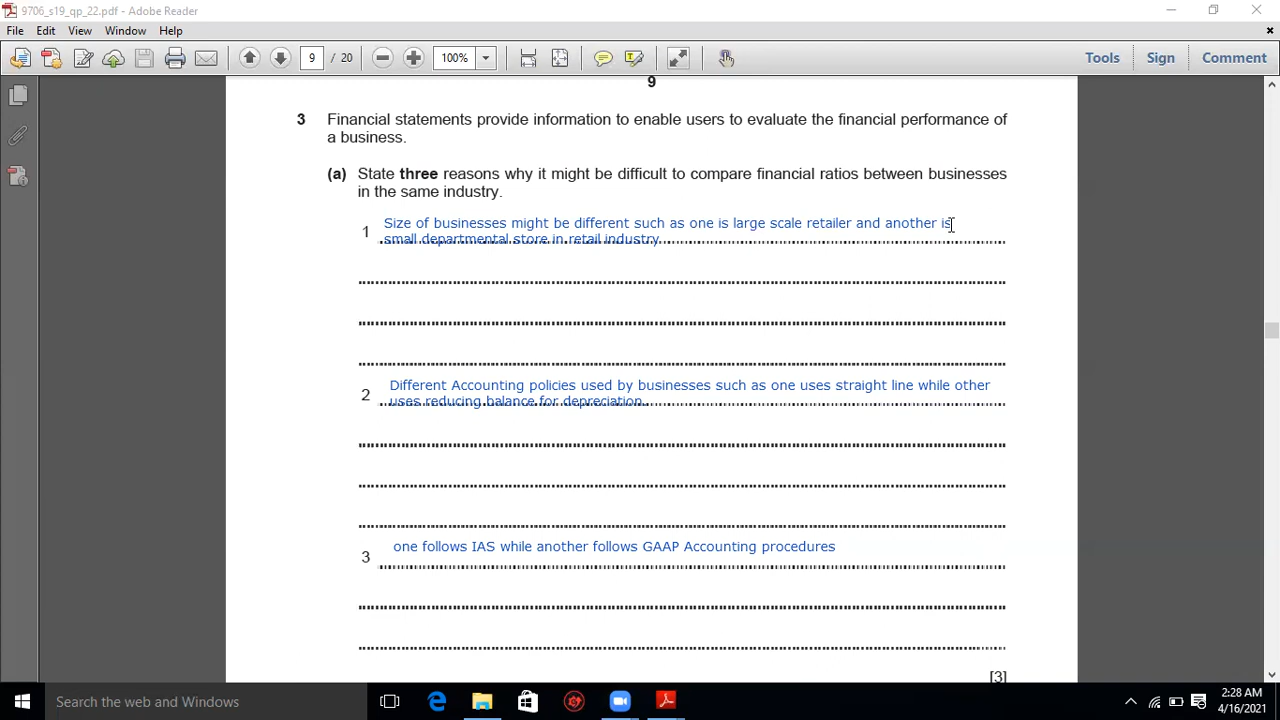 9706_s19_qp_22.pdf - Adobe Reader
File Edit View Window Help
9 / 20 100% Tools Sign Comment
9
3 Financial statements provide information to enable users to evaluate the financial performance of
a business.
(a) State three reasons why it might be difficult to compare financial ratios between businesses
in the same industry.
1 Size of businesses might be different such as one is large scale retailer and another is
small departmental store in retail industry.
2 Different Accounting policies used by businesses such as one uses straight line while other
uses reducing balance for depreciation.
3 one follows IAS while another follows GAAP Accounting procedures
[3]
Search the web and Windows
2:28 AM
4/16/2021